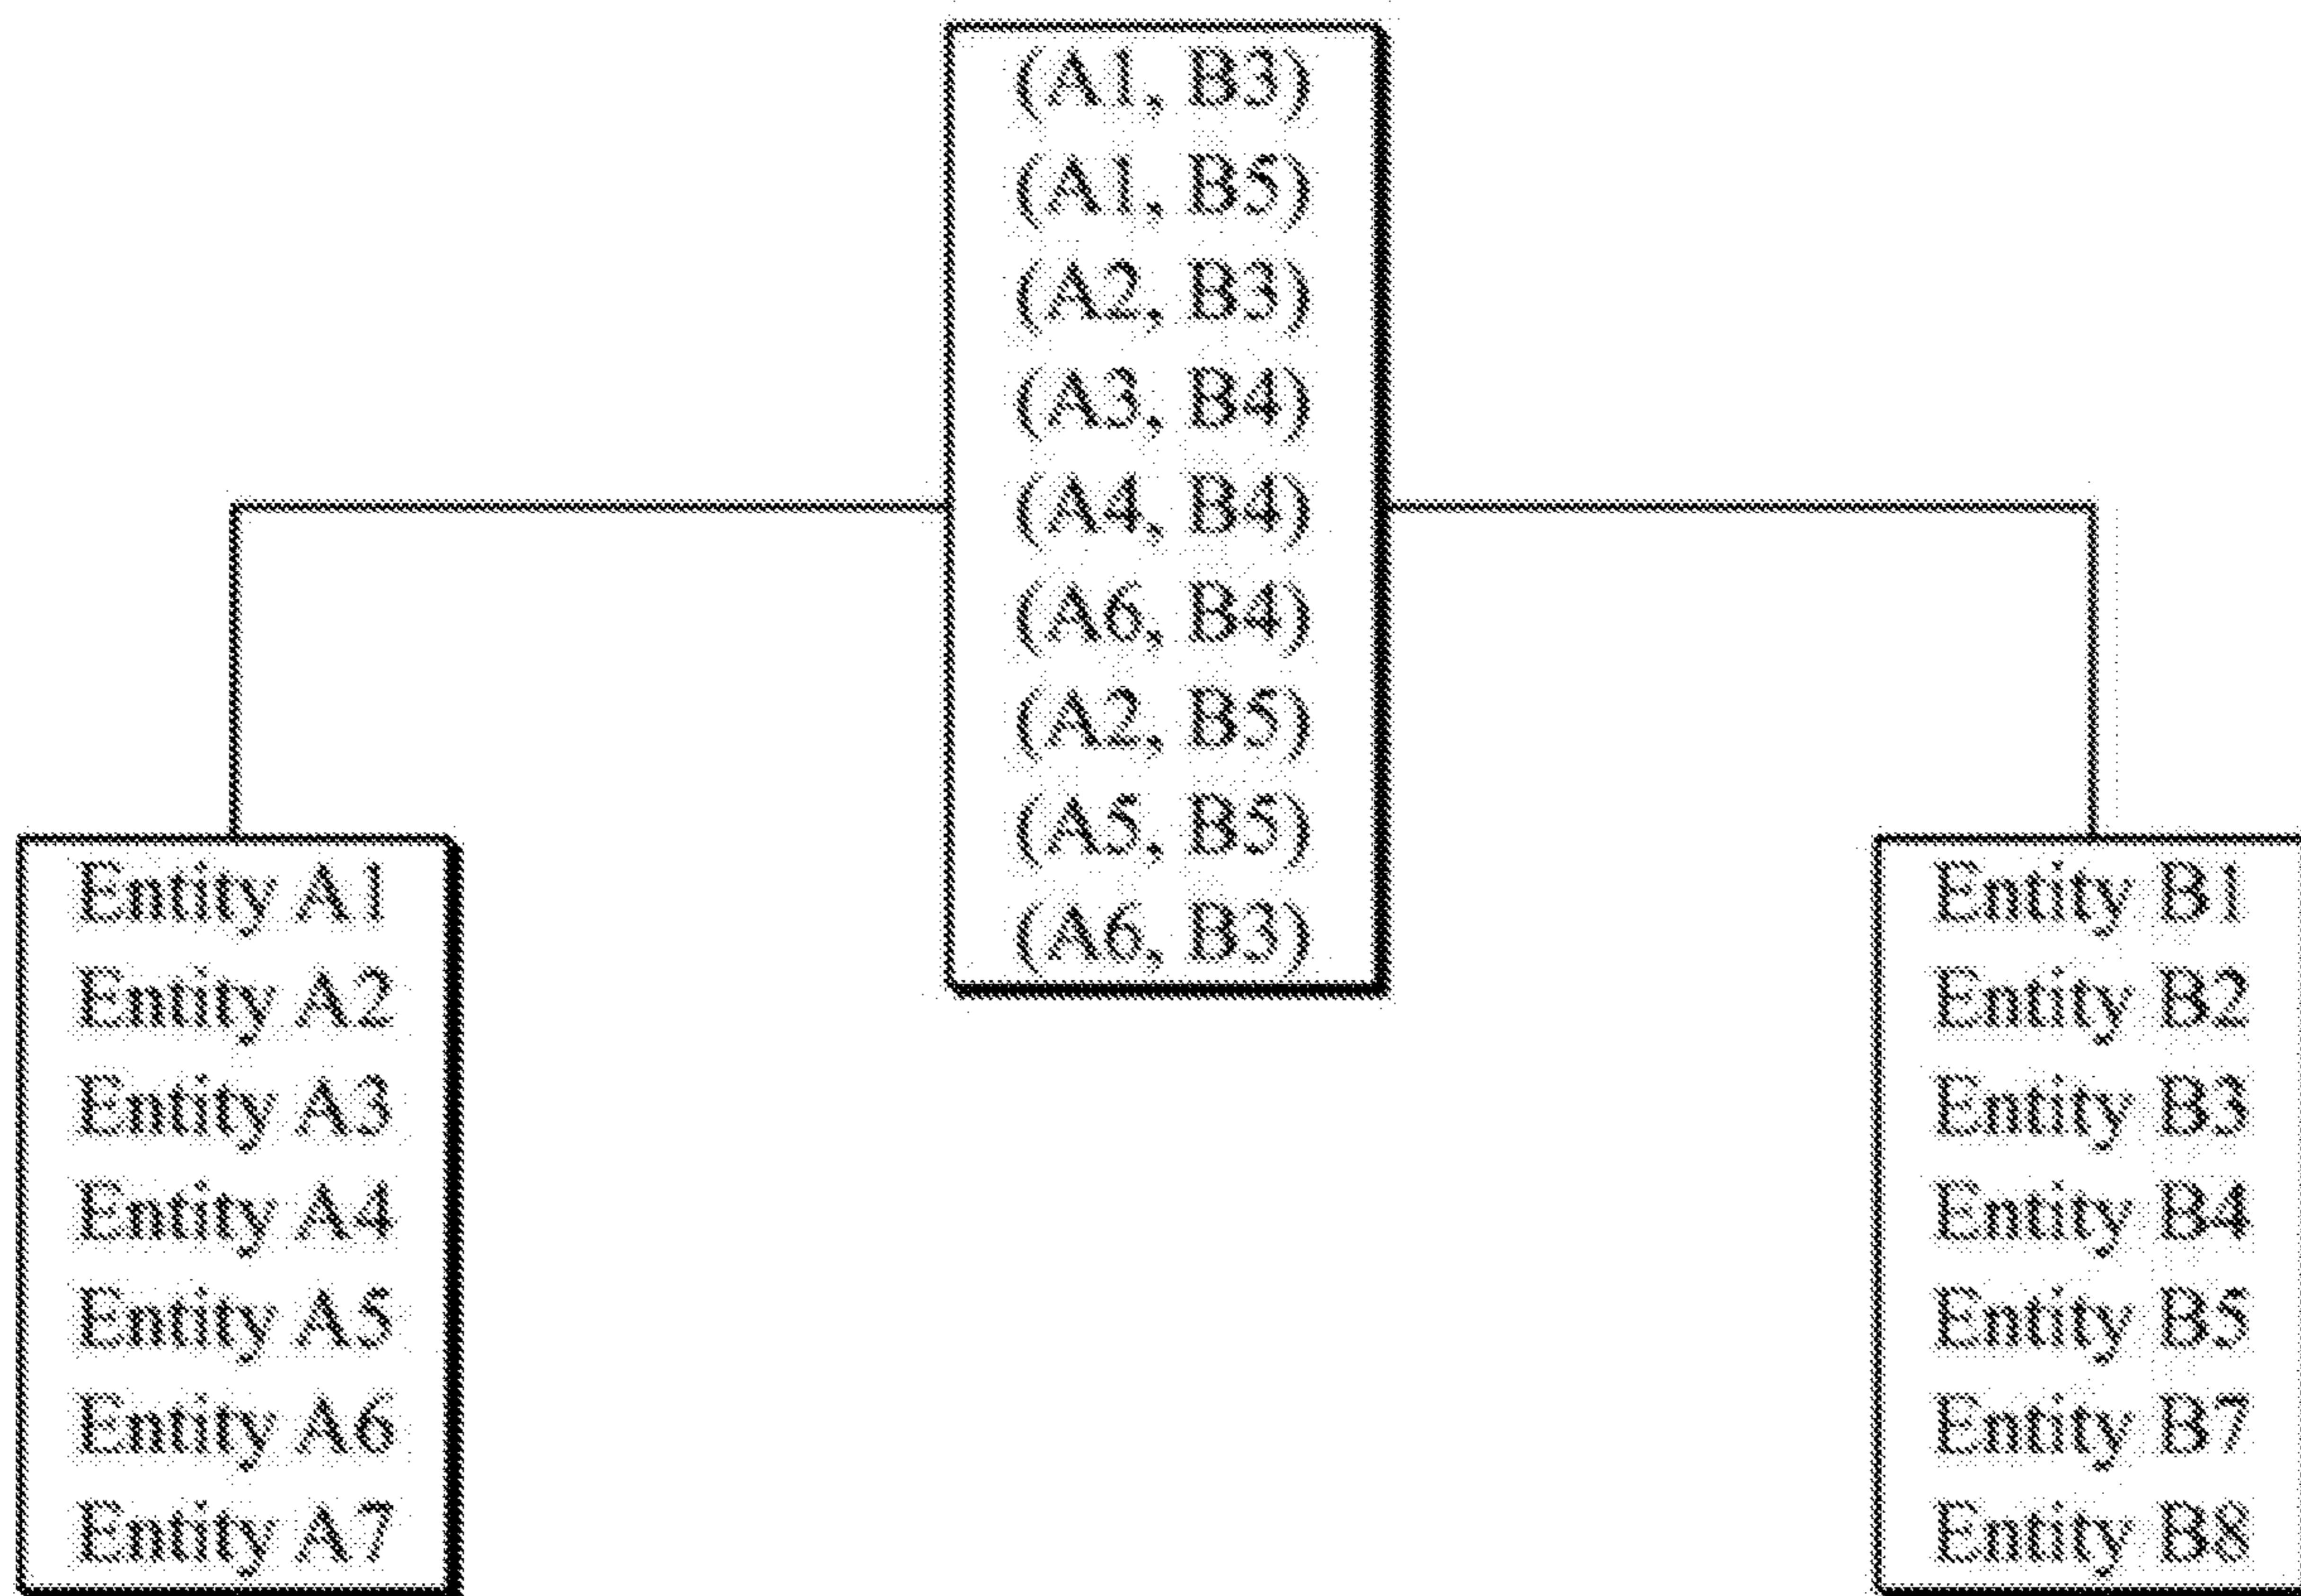 (A1, B3)
(A1, B5)
(A2, B3)
(A3, B4)
(A4, B4)
(A6, B4)
(A2, B5)
(A5, B5)
(A6, B3)
Entity A1
Entity A2
Entity A3
Entity A4
Entity A5
Entity A6
Entity A7
Entity B1
Entity B2
Entity B3
Entity B4
Entity B5
Entity B7
Entity B8